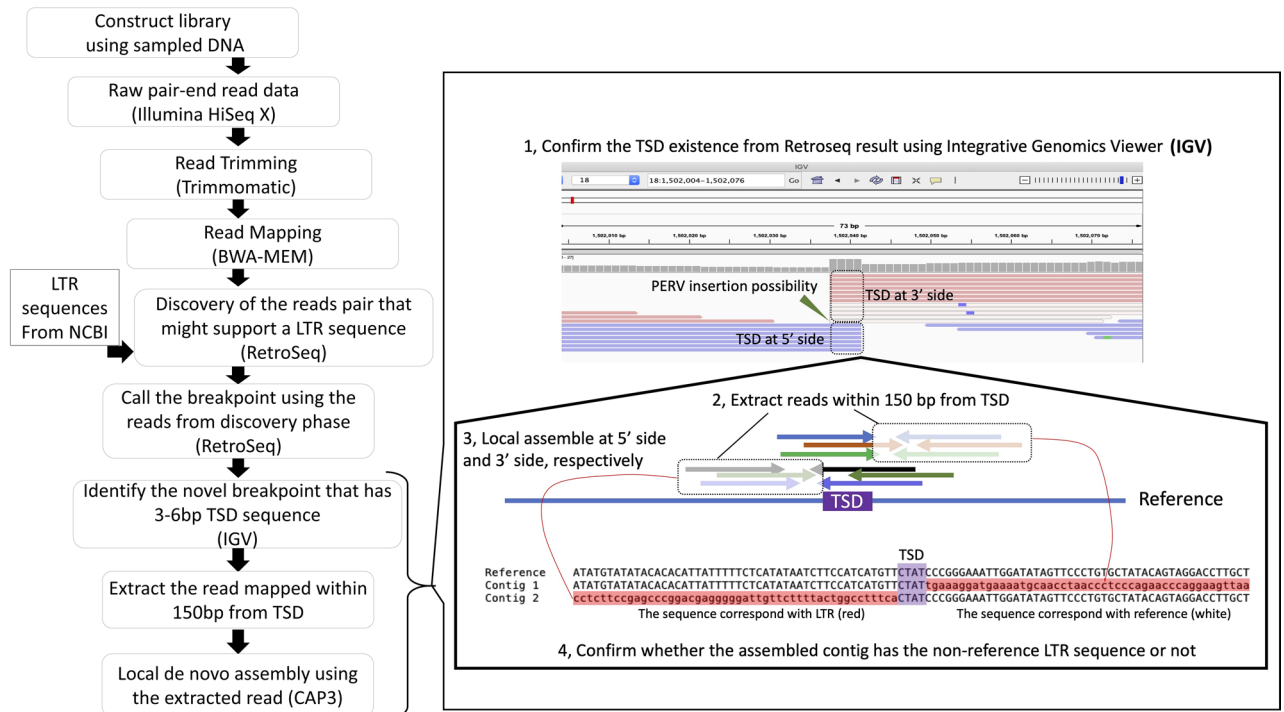 Construct library
using sampled DNA
Raw pair-end read data
(Illumina HiSeq X)
Read Trimming
(Trimmomatic)
Read Mapping
(BWA-MEM)
LTR
sequences
From NCBI
Discovery of the reads pair that
might support a LTR sequence
(RetroSeq)
Call the breakpoint using the
reads from discovery phase
(RetroSeq)
Identify the novel breakpoint that has
3-6bp TSD sequence
(IGV)
Extract the read mapped within
150bp from TSD
Local de novo assembly using
the extracted read (CAP3)
1, Confirm the TSD existence from Retroseq result using Integrative Genomics Viewer (IGV)
IGV
18
18:1,502,004-1,502,076
Go
73 bp
1,502,010 bp
1,502,020 bp
1,502,030 bp
1,502,040 bp
1,502,050 bp
1,502,060 bp
1,502,070 bp
27]
PERV insertion possibility
TSD at 3’ side
TSD at 5’ side
2, Extract reads within 150 bp from TSD
3, Local assemble at 5’ side
and 3’ side, respectively
TSD
Reference
TSD
Reference ATATGTATATACACACATTATTTTTCTCATATAATCTTCCATCATGTTCTATCCCGGGAAATTGGATATAGTTCCCTGTGCTATACAGTAGGACCTTGCT
Contig 1 ATATGTATATACACACATTATTTTTCTCATATAATCTTCCATCATGTTCTATtgaaaggatgaaaatgcaacctaaccctcccagaacccaggaagttaa
Contig 2 cctcttccgagcccggacgagggggattgttcttttactggcctttcaCTATCCCGGGAAATTGGATATAGTTCCCTGTGCTATACAGTAGGACCTTGCT
The sequence correspond with LTR (red)
The sequence correspond with reference (white)
4, Confirm whether the assembled contig has the non-reference LTR sequence or not